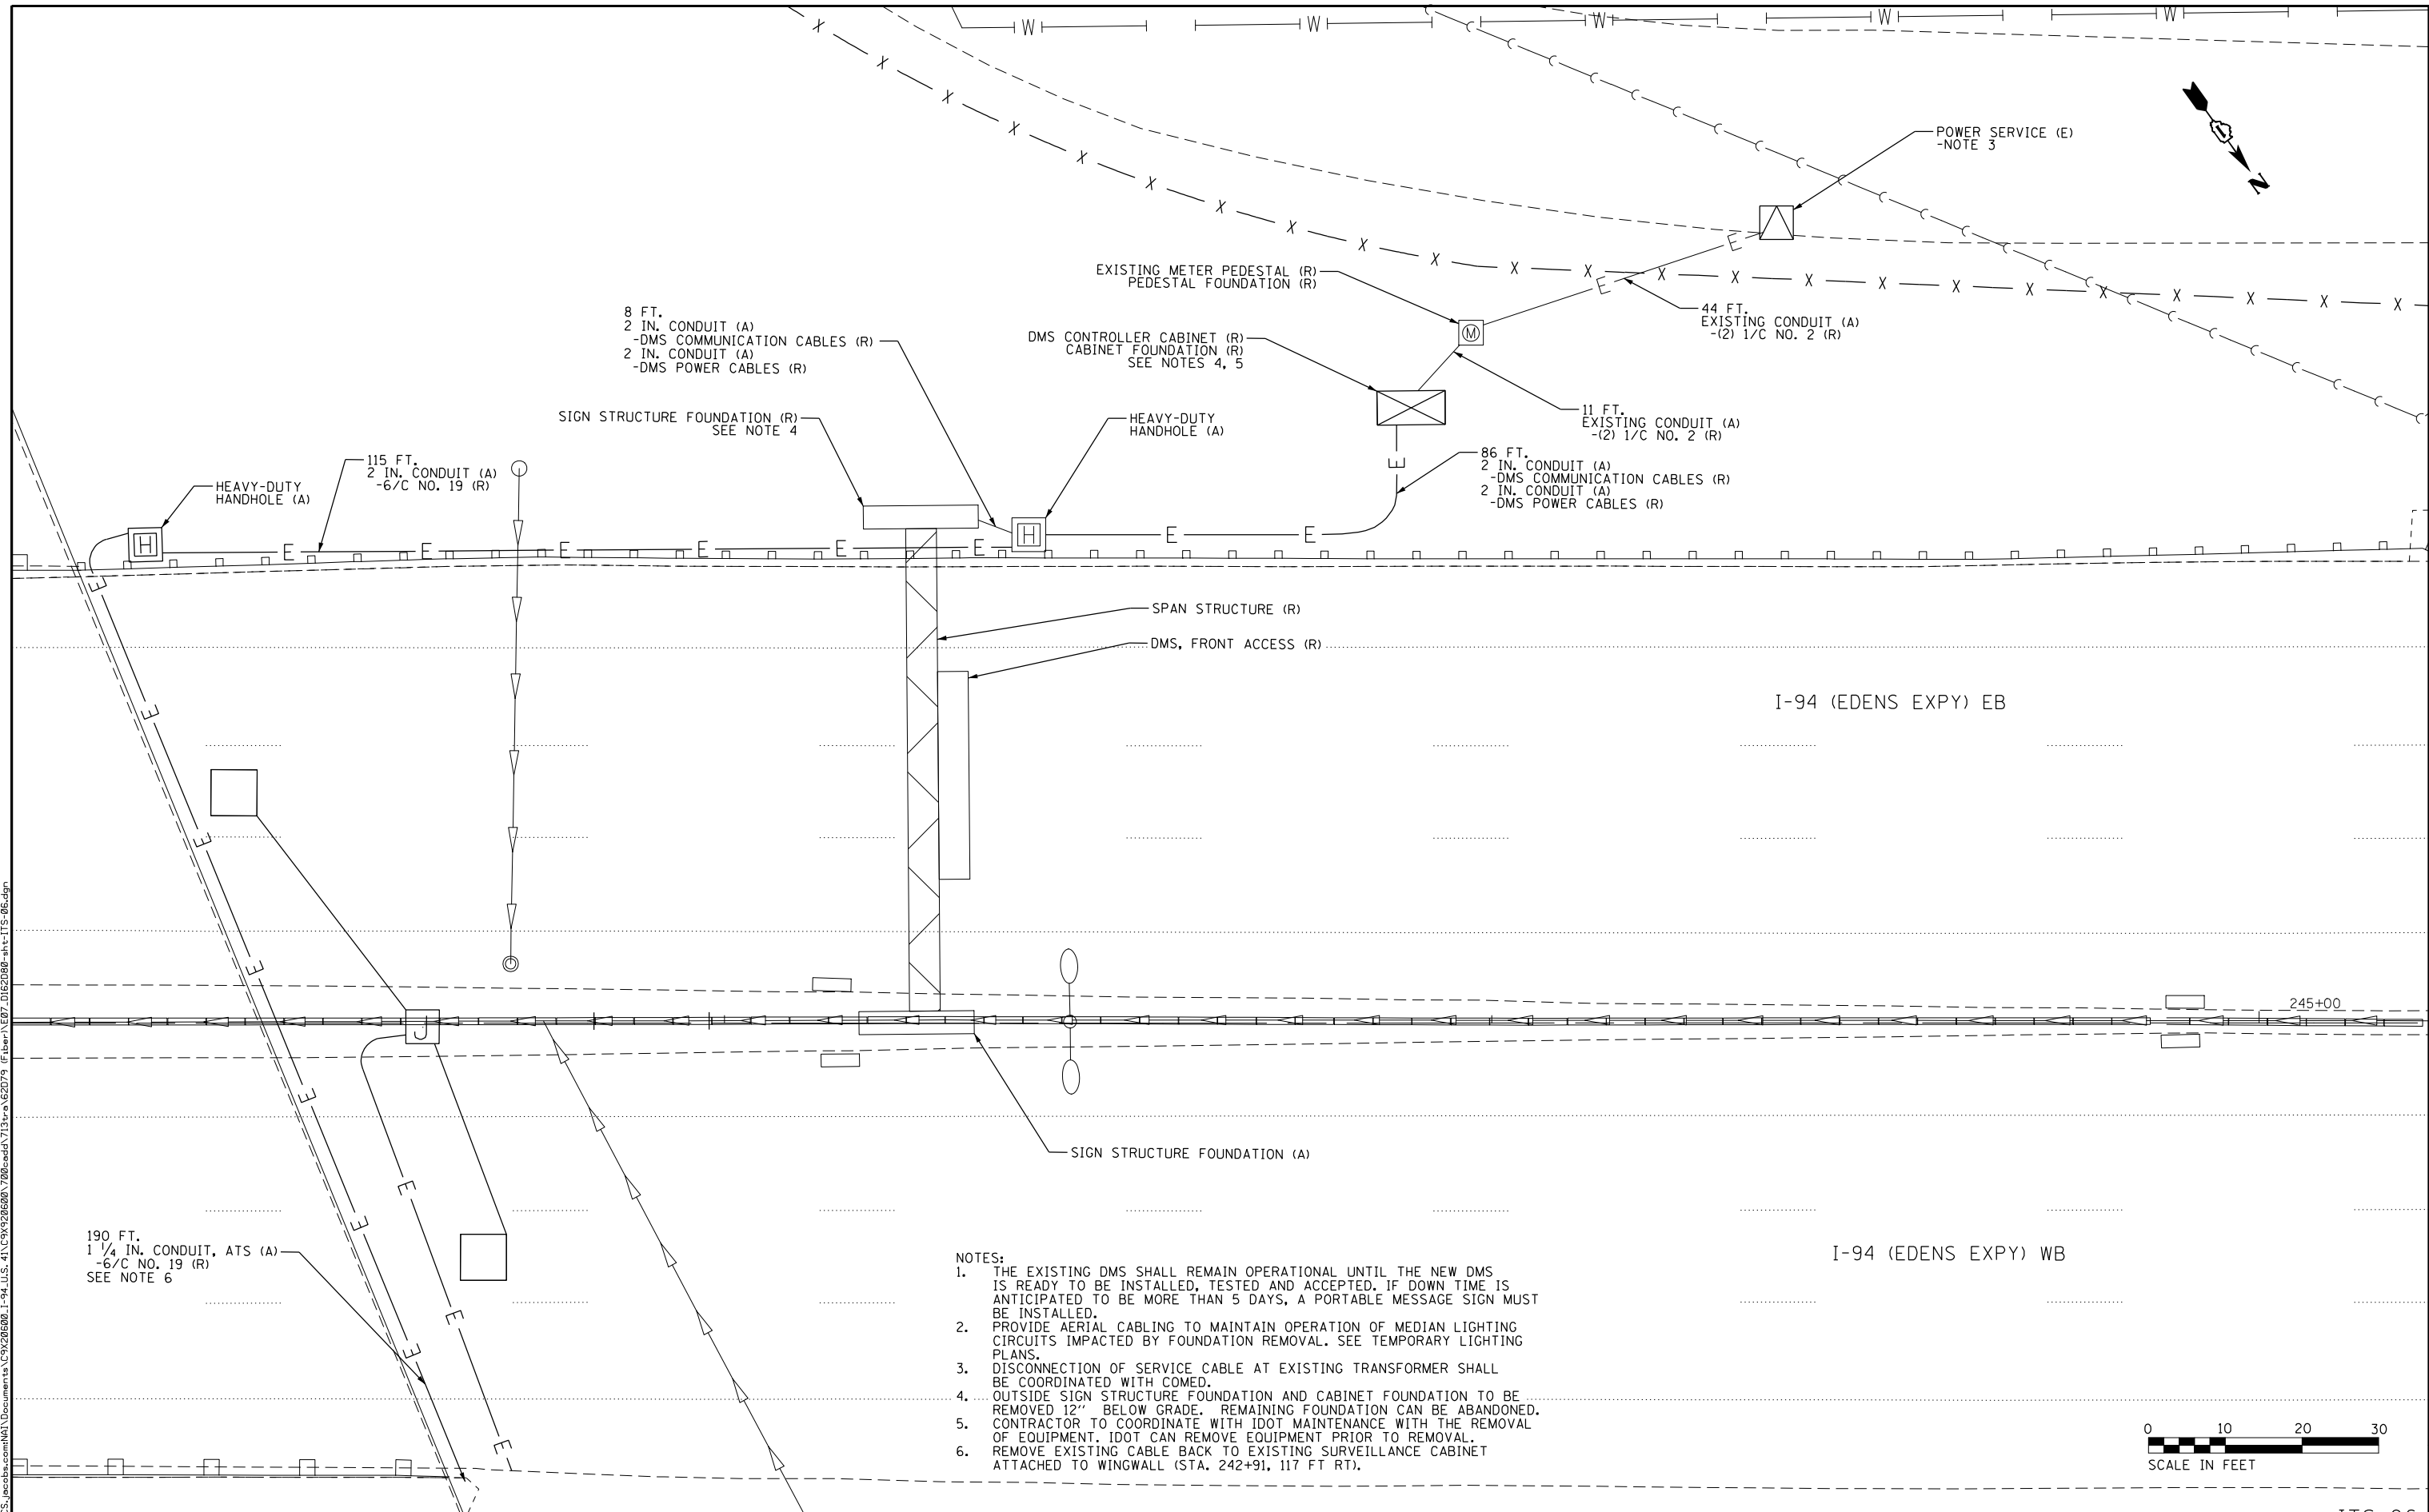 W W W W W
POWER SERVICE (E)
-NOTE 3
N
EXISTING METER PEDESTAL (R)
PEDESTAL FOUNDATION (R)
8 FT.
2 IN. CONDUIT (A)
-DMS COMMUNICATION CABLES (R)
2 IN. CONDUIT (A)
-DMS POWER CABLES (R)
DMS CONTROLLER CABINET (R)
CABINET FOUNDATION (R)
SEE NOTES 4, 5
M
44 FT.
EXISTING CONDUIT (A)
-(2) 1/C NO. 2 (R)
SIGN STRUCTURE FOUNDATION (R)
SEE NOTE 4
HEAVY-DUTY
HANDHOLE (A)
11 FT.
EXISTING CONDUIT (A)
-(2) 1/C NO. 2 (R)
HEAVY-DUTY
HANDHOLE (A)
115 FT.
2 IN. CONDUIT (A)
-6/C NO. 19 (R)
86 FT.
2 IN. CONDUIT (A)
-DMS COMMUNICATION CABLES (R)
2 IN. CONDUIT (A)
-DMS POWER CABLES (R)
H E E E E E H E E
SPAN STRUCTURE (R)
DMS, FRONT ACCESS (R)
I-94 (EDENS EXPY) EB
245+00
J
SIGN STRUCTURE FOUNDATION (A)
190 FT.
1 1/4 IN. CONDUIT, ATS (A)
-6/C NO. 19 (R)
SEE NOTE 6
I-94 (EDENS EXPY) WB
NOTES:
1. THE EXISTING DMS SHALL REMAIN OPERATIONAL UNTIL THE NEW DMS
IS READY TO BE INSTALLED, TESTED AND ACCEPTED. IF DOWN TIME IS
ANTICIPATED TO BE MORE THAN 5 DAYS, A PORTABLE MESSAGE SIGN MUST
BE INSTALLED.
2. PROVIDE AERIAL CABLING TO MAINTAIN OPERATION OF MEDIAN LIGHTING
CIRCUITS IMPACTED BY FOUNDATION REMOVAL. SEE TEMPORARY LIGHTING
PLANS.
3. DISCONNECTION OF SERVICE CABLE AT EXISTING TRANSFORMER SHALL
BE COORDINATED WITH COMED.
4. OUTSIDE SIGN STRUCTURE FOUNDATION AND CABINET FOUNDATION TO BE
REMOVED 12'' BELOW GRADE. REMAINING FOUNDATION CAN BE ABANDONED.
5. CONTRACTOR TO COORDINATE WITH IDOT MAINTENANCE WITH THE REMOVAL
OF EQUIPMENT. IDOT CAN REMOVE EQUIPMENT PRIOR TO REMOVAL.
6. REMOVE EXISTING CABLE BACK TO EXISTING SURVEILLANCE CABINET
ATTACHED TO WINGWALL (STA. 242+91, 117 FT RT).
0 10 20 30
SCALE IN FEET